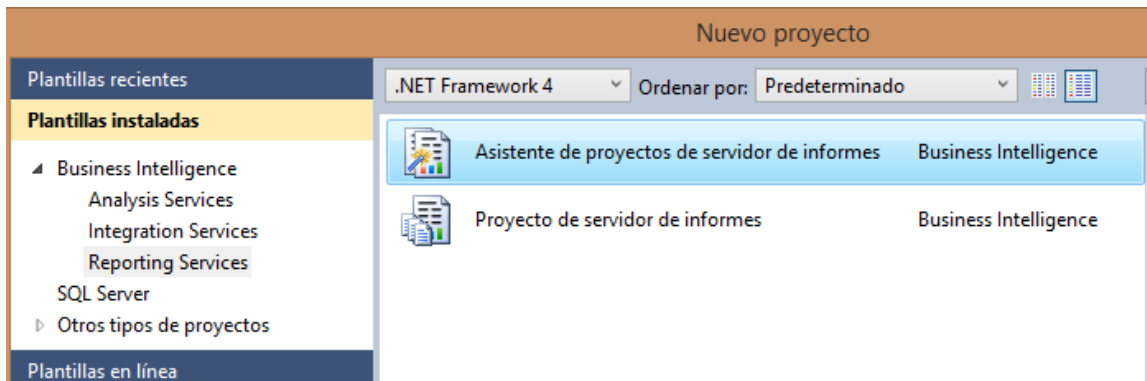 Nuevo proyecto
Plantillas recientes
Plantillas instaladas
Business Intelligence
Analysis Services
Integration Services
Reporting Services
SQL Server
Otros tipos de proyectos
Plantillas en línea
.NET Framework 4 Ordenar por: Predeterminado
Asistente de proyectos de servidor de informes Business Intelligence
Proyecto de servidor de informes Business Intelligence